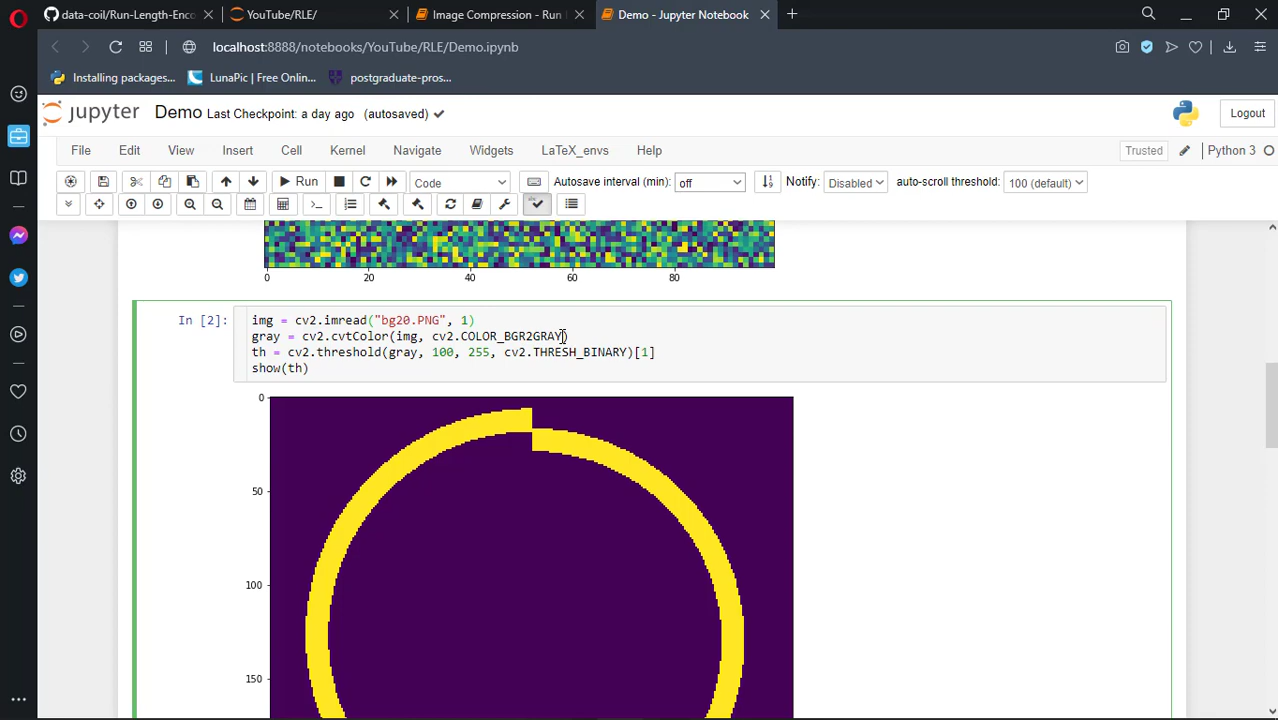 data-coil/Run-Length-Enco
YouTube/RLE/
Image Compression - Run
Demo - Jupyter Notebook
localhost:8888/notebooks/YouTube/RLE/Demo.ipynb
Installing packages...
LunaPic | Free Onlin...
postgraduate-pros...
jupyter Demo Last Checkpoint: a day ago (autosaved)
Logout
File Edit View Insert Cell Kernel Navigate Widgets LaTeX_envs Help
Trusted
Python 3
Run
Code
Autosave interval (min): off
Notify: Disabled
auto-scroll threshold: 100 (default)
0 20 40 60 80
In [2]:
img = cv2.imread("bg20.PNG", 1)
gray = cv2.cvtColor(img, cv2.COLOR_BGR2GRAY)
th = cv2.threshold(gray, 100, 255, cv2.THRESH_BINARY)[1]
show(th)
0
50
100
150